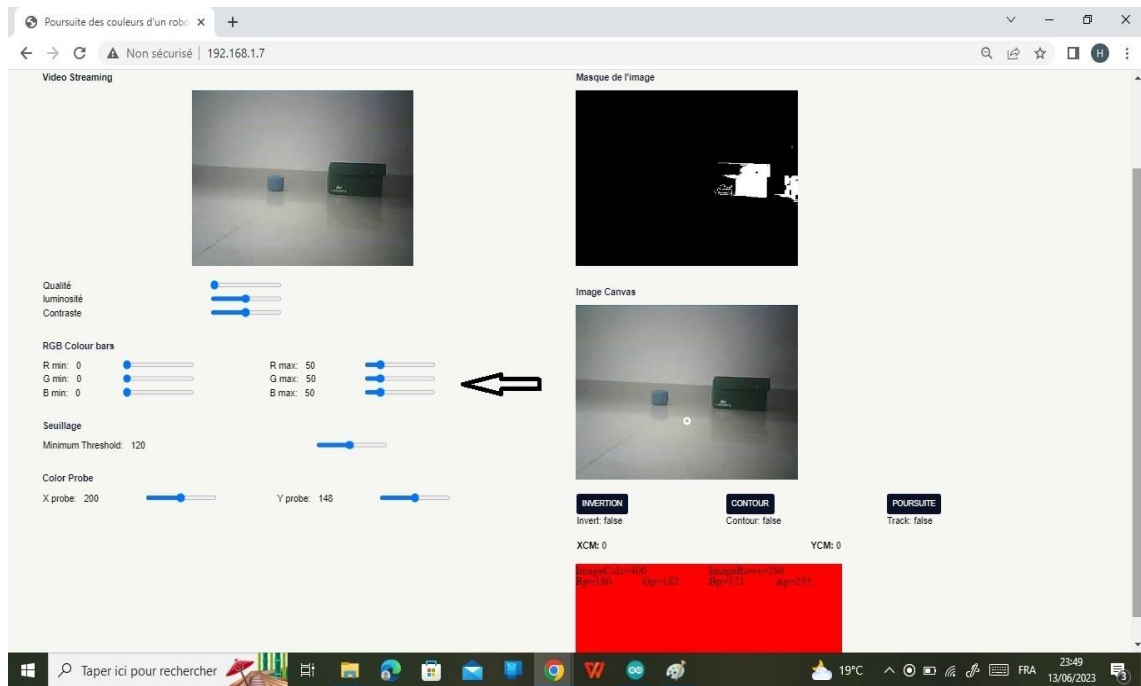 Poursuite des couleurs d'un robo
Non sécurisé | 192.168.1.7
Video Streaming
Masque de l'image
Qualité
luminosité
Contraste
Image Canvas
RGB Colour bars
R min: 0 R max: 50
G min: 0 G max: 50
B min: 0 B max: 50
Seuillage
Minimum Threshold: 120
Color Probe
X probe: 200 Y probe: 148
INVERTION CONTOUR POURSUITE
Invert: false Contour: false Track: false
XCM: 0 YCM: 0
ImageCols=400 ImageRows=296
Rp=180 Gp=182 Bp=171 Ap=255
Taper ici pour rechercher
19°C
FRA
23:49
13/06/2023
3
H